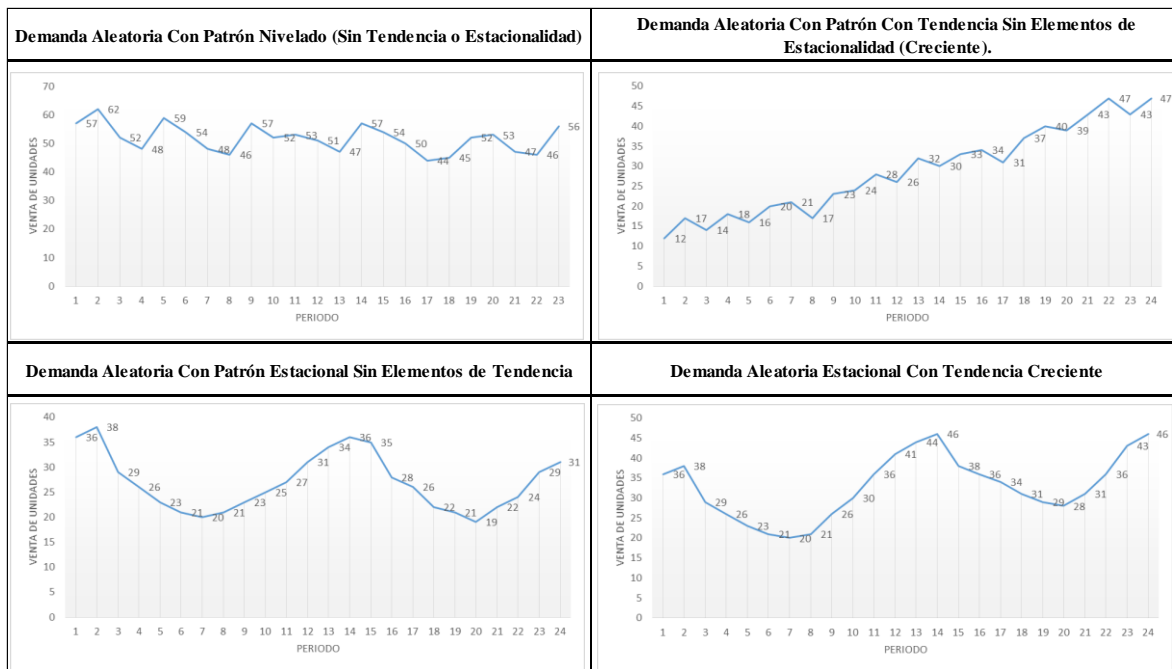 Demanda Aleatoria Con Patrón Nivelado (Sin Tendencia o Estacionalidad)
70
60
50
40
30
20
10
0
VENTA DE UNIDADES
57 62 52 48 59 54 48 46 57 52 53 51 47 57 54 50 44 45 52 53 47 46 56
1 2 3 4 5 6 7 8 9 10 11 12 13 14 15 16 17 18 19 20 21 22 23
PERIODO
Demanda Aleatoria Con Patrón Con Tendencia Sin Elementos de
Estacionalidad (Creciente).
50
45
40
35
30
25
20
15
10
5
0
VENTA DE UNIDADES
12 17 14 18 16 20 21 17 23 24 28 26 32 30 33 34 31 37 40 39 43 47 43 47
1 2 3 4 5 6 7 8 9 10 11 12 13 14 15 16 17 18 19 20 21 22 23 24
PERIODO
Demanda Aleatoria Con Patrón Estacional Sin Elementos de Tendencia
40
35
30
25
20
15
10
5
0
VENTA DE UNIDADES
36 38 29 26 23 21 20 21 23 25 27 31 34 36 35 28 26 22 21 19 22 24 29 31
1 2 3 4 5 6 7 8 9 10 11 12 13 14 15 16 17 18 19 20 21 22 23 24
PERIODO
Demanda Aleatoria Estacional Con Tendencia Creciente
50
45
40
35
30
25
20
15
10
5
0
VENTA DE UNIDADES
36 38 29 26 23 21 20 21 26 30 36 41 44 46 38 36 34 31 29 28 31 36 43 46
1 2 3 4 5 6 7 8 9 10 11 12 13 14 15 16 17 18 19 20 21 22 23 24
PERIODO